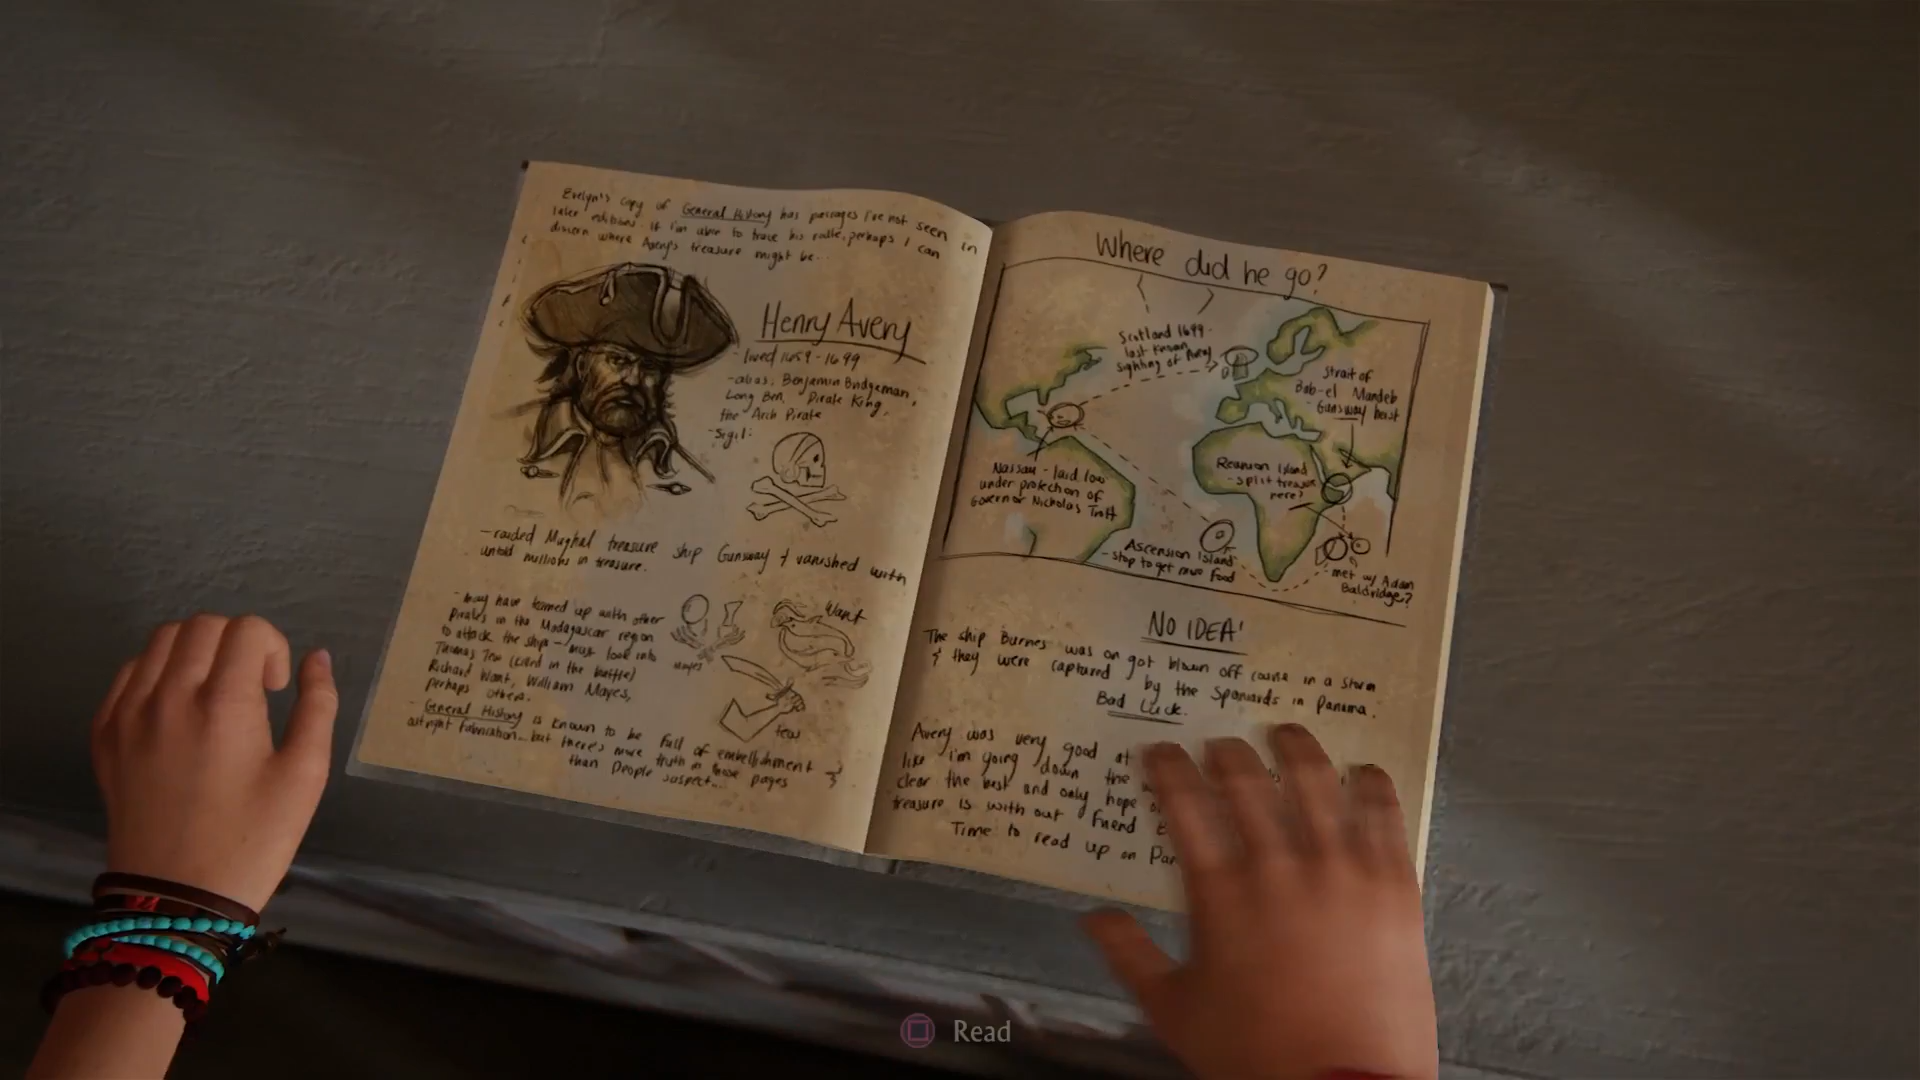 Evelyn's copy of General History has passages I've not seen in
later editions. If I'm able to trace his route, perhaps I can
discern where Avery's treasure might be...
Henry Avery
- lived 1659 - 1699
- alias: Benjamin Bridgeman,
Long Ben, Pirate King,
the Arch Pirate
- Sigil:
- raided Mughal treasure ship Gunsway & vanished with
untold millions in treasure.
- may have teamed up with other
pirates in the Madagascar region
to attack the ship - must look into
Thomas Tew (killed in the battle)
Richard Want, William Mayes,
perhaps others.
Mayes
Want
Tew
- General History is known to be full of embellishment &
outright fabrication... but there's more truth in those pages
than people suspect...
Where did he go?
Scotland 1699 -
last known
sighting of Avery
Strait of
Bab-el Mandeb
- Gunsway heist
Nassau - laid low
under protection of
Governor Nicholas Trott
Reunion Island
- split treasure
here?
Ascension Island
- stop to get more food
- met w/ Adam
Baldridge?
NO IDEA!
The ship Burnes was on got blown off course in a storm
& they were captured by the Spaniards in Panama.
Bad Luck.
Avery was very good at
like I'm going down the
clear the best and only hope
treasure is with our friend
Time to read up on
Read